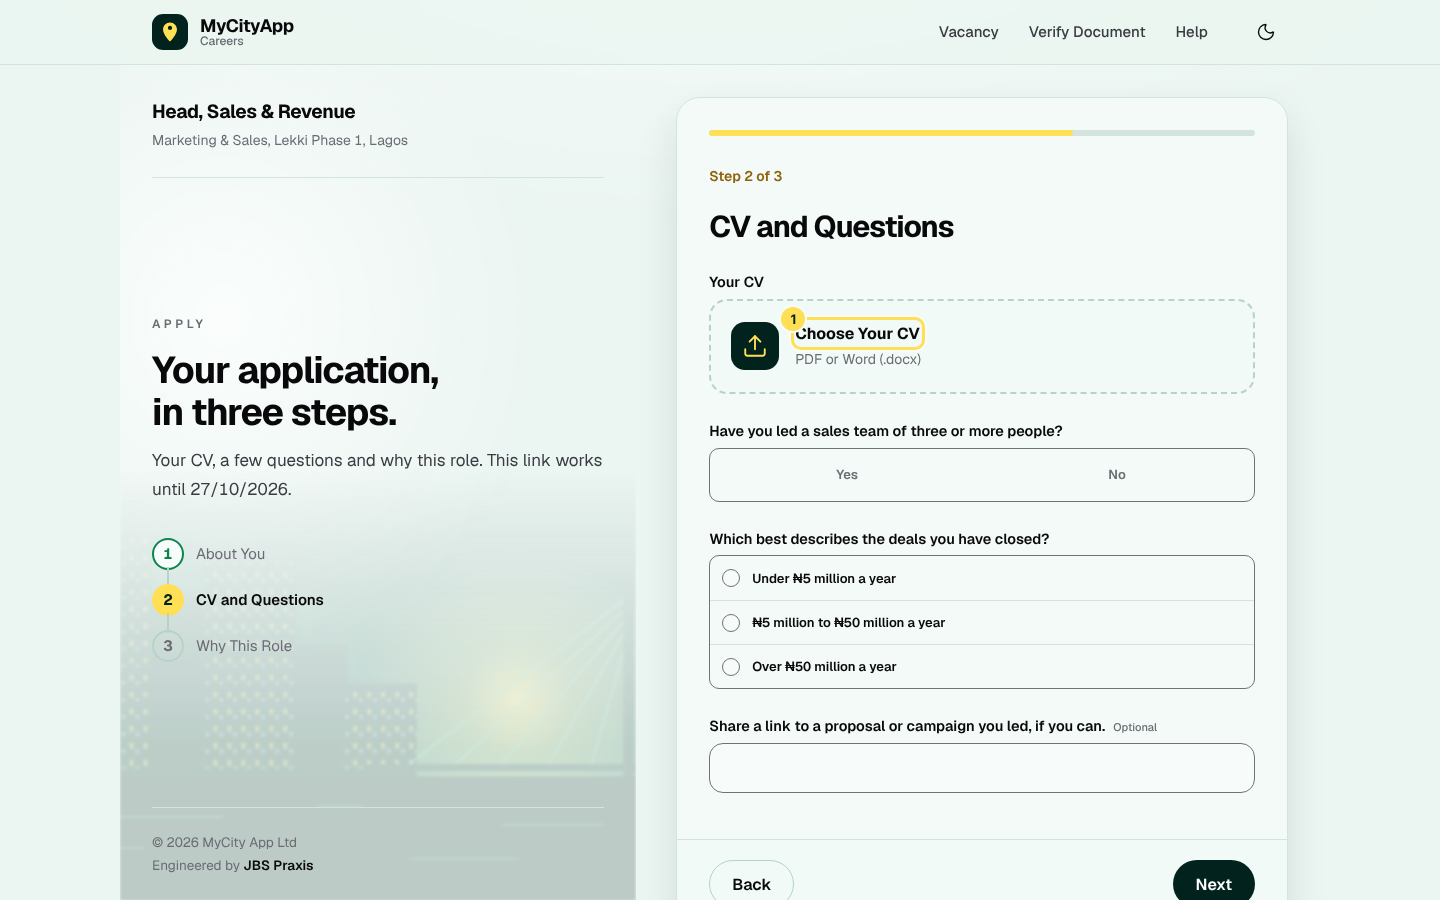 MyCityApp
Careers
Vacancy
Verify Document
Help
Head, Sales & Revenue
Marketing & Sales, Lekki Phase 1, Lagos
APPLY
Your application,
in three steps.
Your CV, a few questions and why this role. This link works
until 27/10/2026.
1 About You
2 CV and Questions
3 Why This Role
© 2026 MyCity App Ltd
Engineered by JBS Praxis
Step 2 of 3
CV and Questions
Your CV
1
Choose Your CV
PDF or Word (.docx)
Have you led a sales team of three or more people?
Yes
No
Which best describes the deals you have closed?
Under ₦5 million a year
₦5 million to ₦50 million a year
Over ₦50 million a year
Share a link to a proposal or campaign you led, if you can. Optional
Back
Next